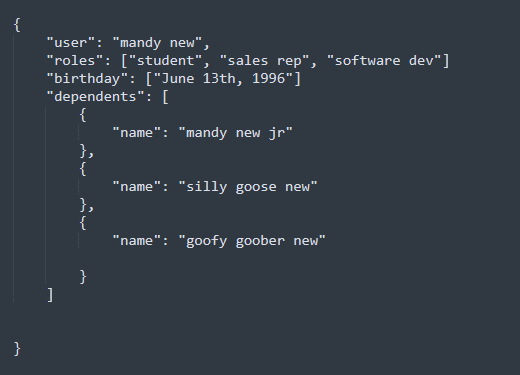 {
    "user": "mandy new",
    "roles": ["student", "sales rep", "software dev"]
    "birthday": ["June 13th, 1996"]
    "dependents": [
        {
            "name": "mandy new jr"
        },
        {
            "name": "silly goose new"
        },
        {
            "name": "goofy goober new"
        }
    ]
}